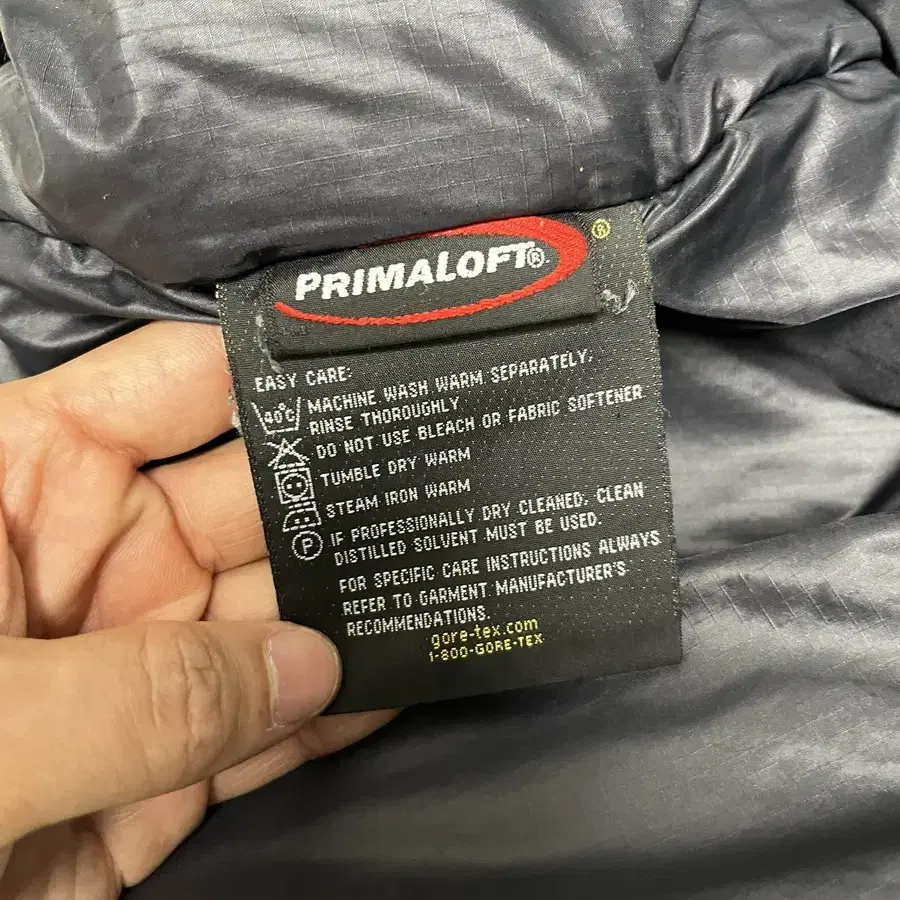 PRIMALOFT®
®
EASY CARE:
40°C MACHINE WASH WARM SEPARATELY,
RINSE THOROUGHLY
DO NOT USE BLEACH OR FABRIC SOFTENER
TUMBLE DRY WARM
STEAM IRON WARM
P IF PROFESSIONALLY DRY CLEANED, CLEAN
DISTILLED SOLVENT MUST BE USED.
FOR SPECIFIC CARE INSTRUCTIONS ALWAYS
REFER TO GARMENT MANUFACTURER'S
RECOMMENDATIONS.
gore-tex.com
1-800-GORE-TEX